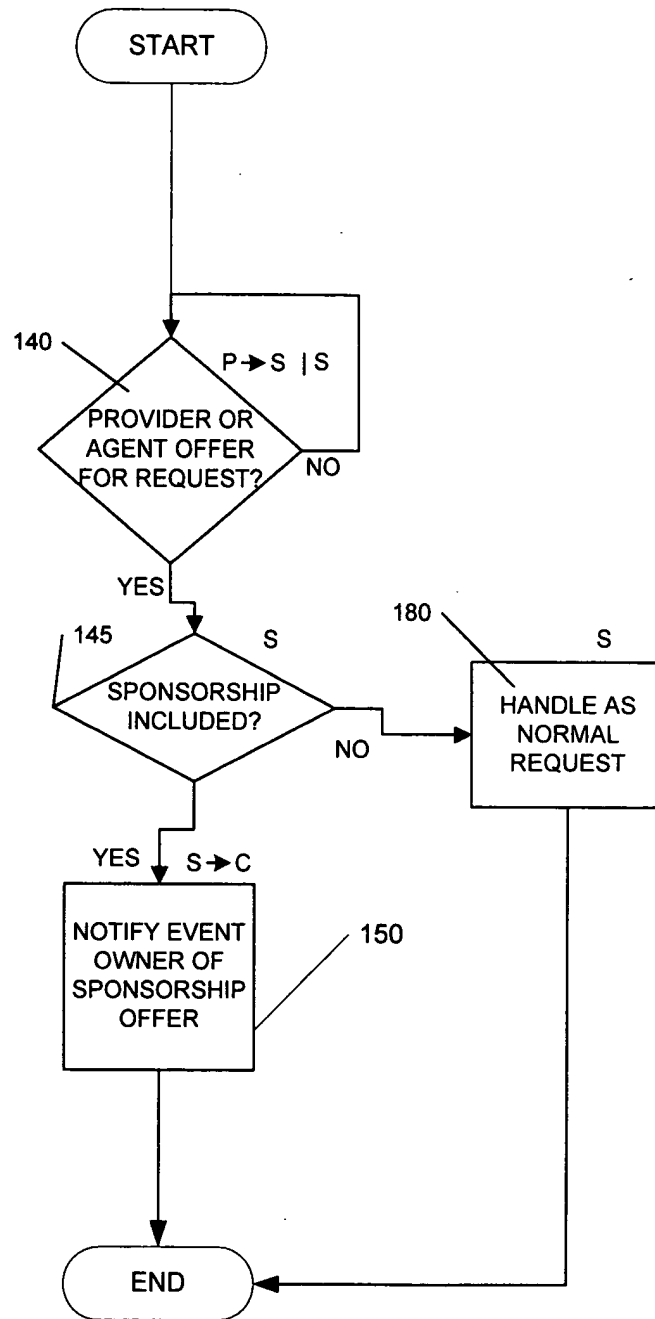 START
140
P→S | S
PROVIDER OR
AGENT OFFER
FOR REQUEST?
NO
YES
145
S
SPONSORSHIP
INCLUDED?
NO
180
S
HANDLE AS
NORMAL
REQUEST
YES
S→C
NOTIFY EVENT
OWNER OF
SPONSORSHIP
OFFER
150
END